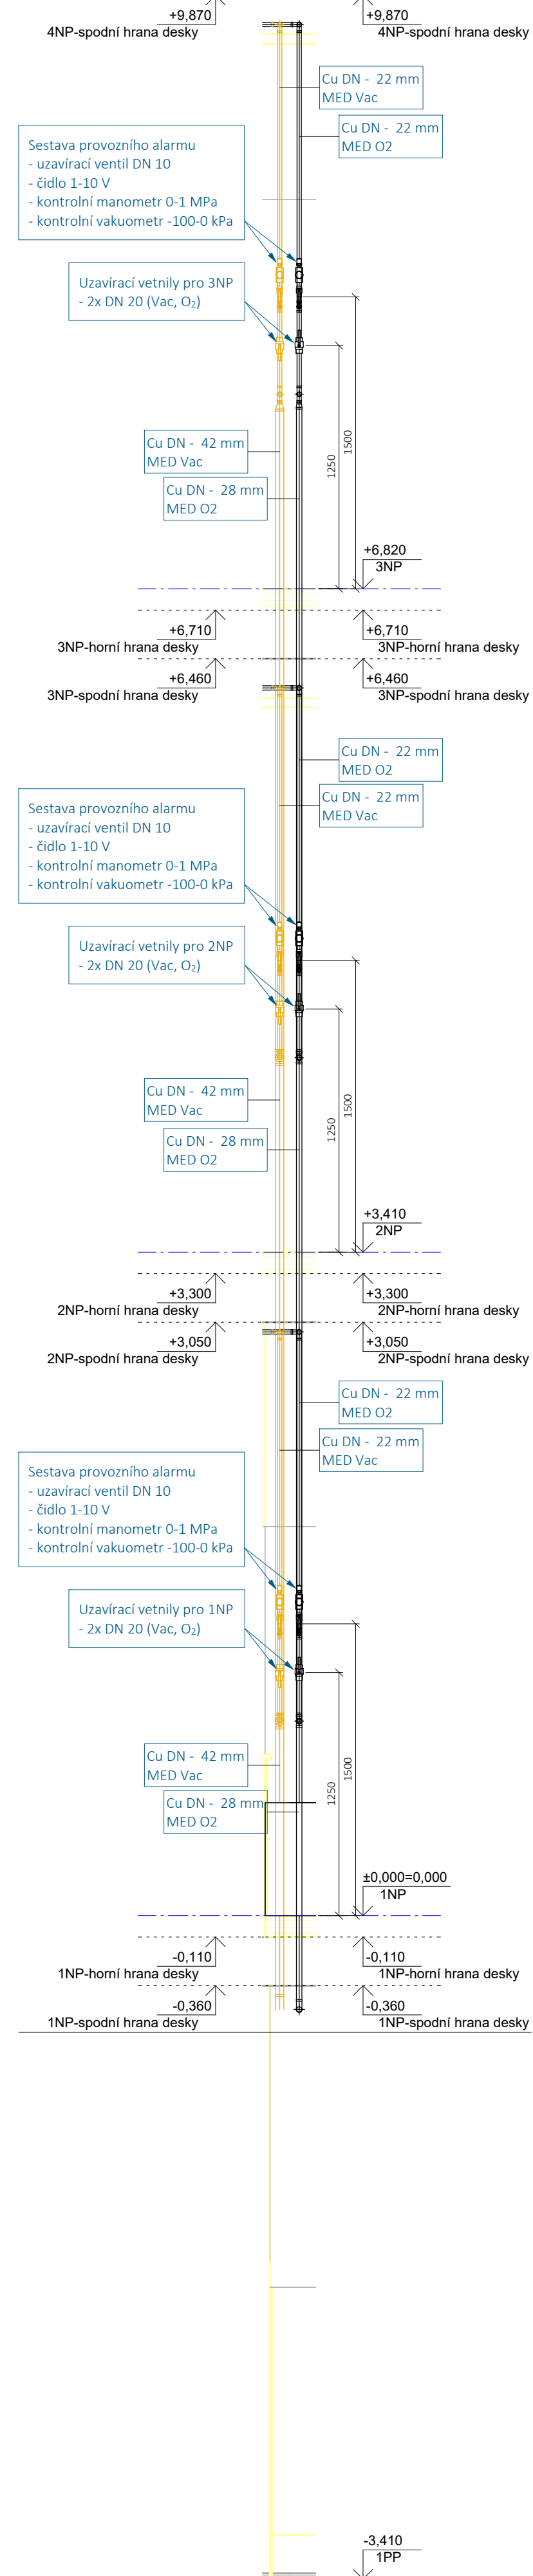 +9,870
+9,870
4NP-spodní hrana desky
4NP-spodní hrana desky
Cu DN -  22 mm
MED Vac
Cu DN -  22 mm
MED O2
Sestava provozního alarmu
- uzavírací ventil DN 10
- čidlo 1-10 V
- kontrolní manometr 0-1 MPa
- kontrolní vakuometr -100-0 kPa
Uzavírací vetnily pro 3NP
- 2x DN 20 (Vac, O₂)
Cu DN -  42 mm
MED Vac
Cu DN -  28 mm
MED O2
1250
1500
+6,820
3NP
+6,710
+6,710
3NP-horní hrana desky
3NP-horní hrana desky
+6,460
+6,460
3NP-spodní hrana desky
3NP-spodní hrana desky
Cu DN -  22 mm
MED O2
Cu DN -  22 mm
MED Vac
Sestava provozního alarmu
- uzavírací ventil DN 10
- čidlo 1-10 V
- kontrolní manometr 0-1 MPa
- kontrolní vakuometr -100-0 kPa
Uzavírací vetnily pro 2NP
- 2x DN 20 (Vac, O₂)
Cu DN -  42 mm
MED Vac
Cu DN -  28 mm
MED O2
1250
1500
+3,410
2NP
+3,300
+3,300
2NP-horní hrana desky
2NP-horní hrana desky
+3,050
+3,050
2NP-spodní hrana desky
2NP-spodní hrana desky
Cu DN -  22 mm
MED O2
Cu DN -  22 mm
MED Vac
Sestava provozního alarmu
- uzavírací ventil DN 10
- čidlo 1-10 V
- kontrolní manometr 0-1 MPa
- kontrolní vakuometr -100-0 kPa
Uzavírací vetnily pro 1NP
- 2x DN 20 (Vac, O₂)
Cu DN -  42 mm
MED Vac
Cu DN -  28 mm
MED O2
1250
1500
±0,000=0,000
1NP
-0,110
-0,110
1NP-horní hrana desky
1NP-horní hrana desky
-0,360
-0,360
1NP-spodní hrana desky
1NP-spodní hrana desky
-3,410
1PP